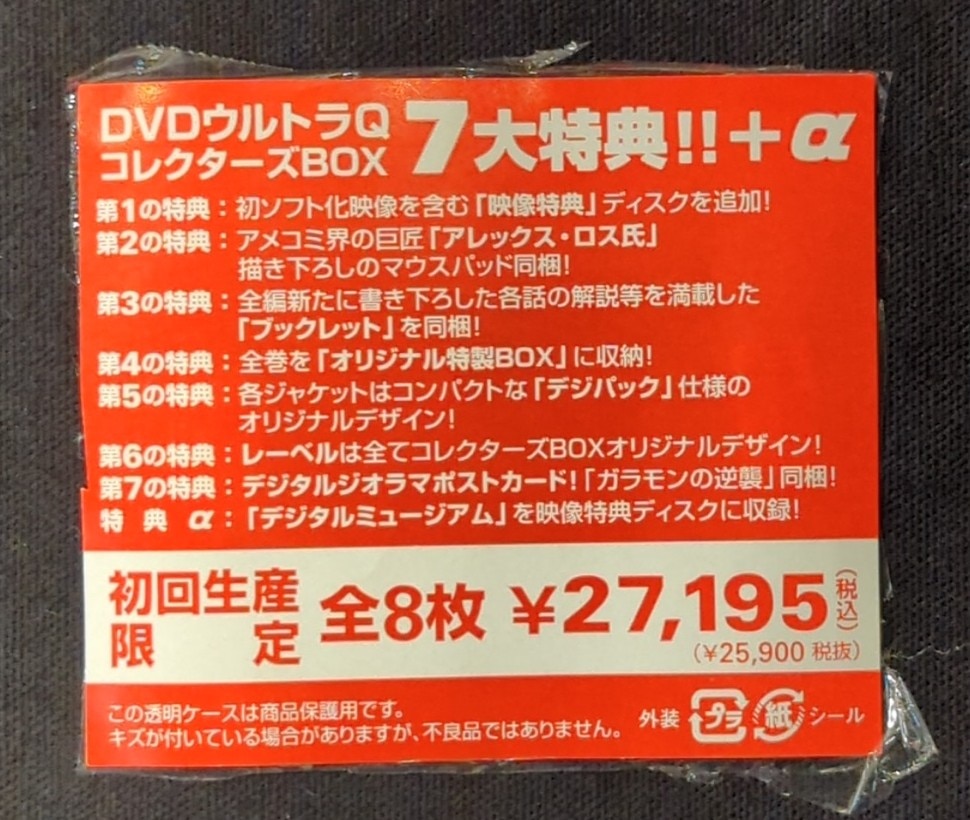 DVDウルトラQ
コレクターズBOX
7大特典!!+α
第1の特典：初ソフト化映像を含む「映像特典」ディスクを追加!
第2の特典：アメコミ界の巨匠「アレックス・ロス氏」
描き下ろしのマウスパッド同梱!
第3の特典：全編新たに書き下ろした各話の解説等を満載した
「ブックレット」を同梱!
第4の特典：全巻を「オリジナル特製BOX」に収納!
第5の特典：各ジャケットはコンパクトな「デジパック」仕様の
オリジナルデザイン!
第6の特典：レーベルは全てコレクターズBOXオリジナルデザイン!
第7の特典：デジタルジオラマポストカード!「ガラモンの逆襲」同梱!
特典α：「デジタルミュージアム」を映像特典ディスクに収録!
初回生産
限定
全8枚 ¥27,195(税込)
(¥25,900 税抜)
この透明ケースは商品保護用です。
キズが付いている場合がありますが、不良品ではありません。
外装 プラ 紙 シール